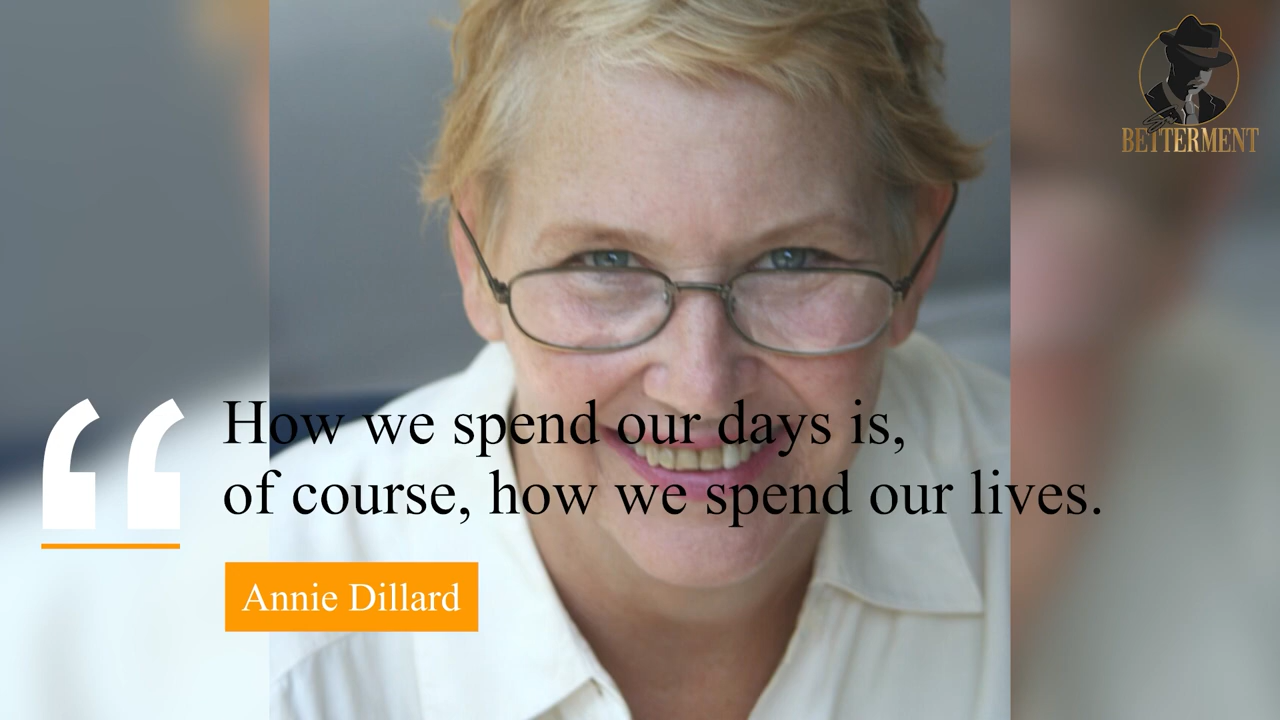 BETTERMENT
How we spend our days is,
of course, how we spend our lives.
Annie Dillard